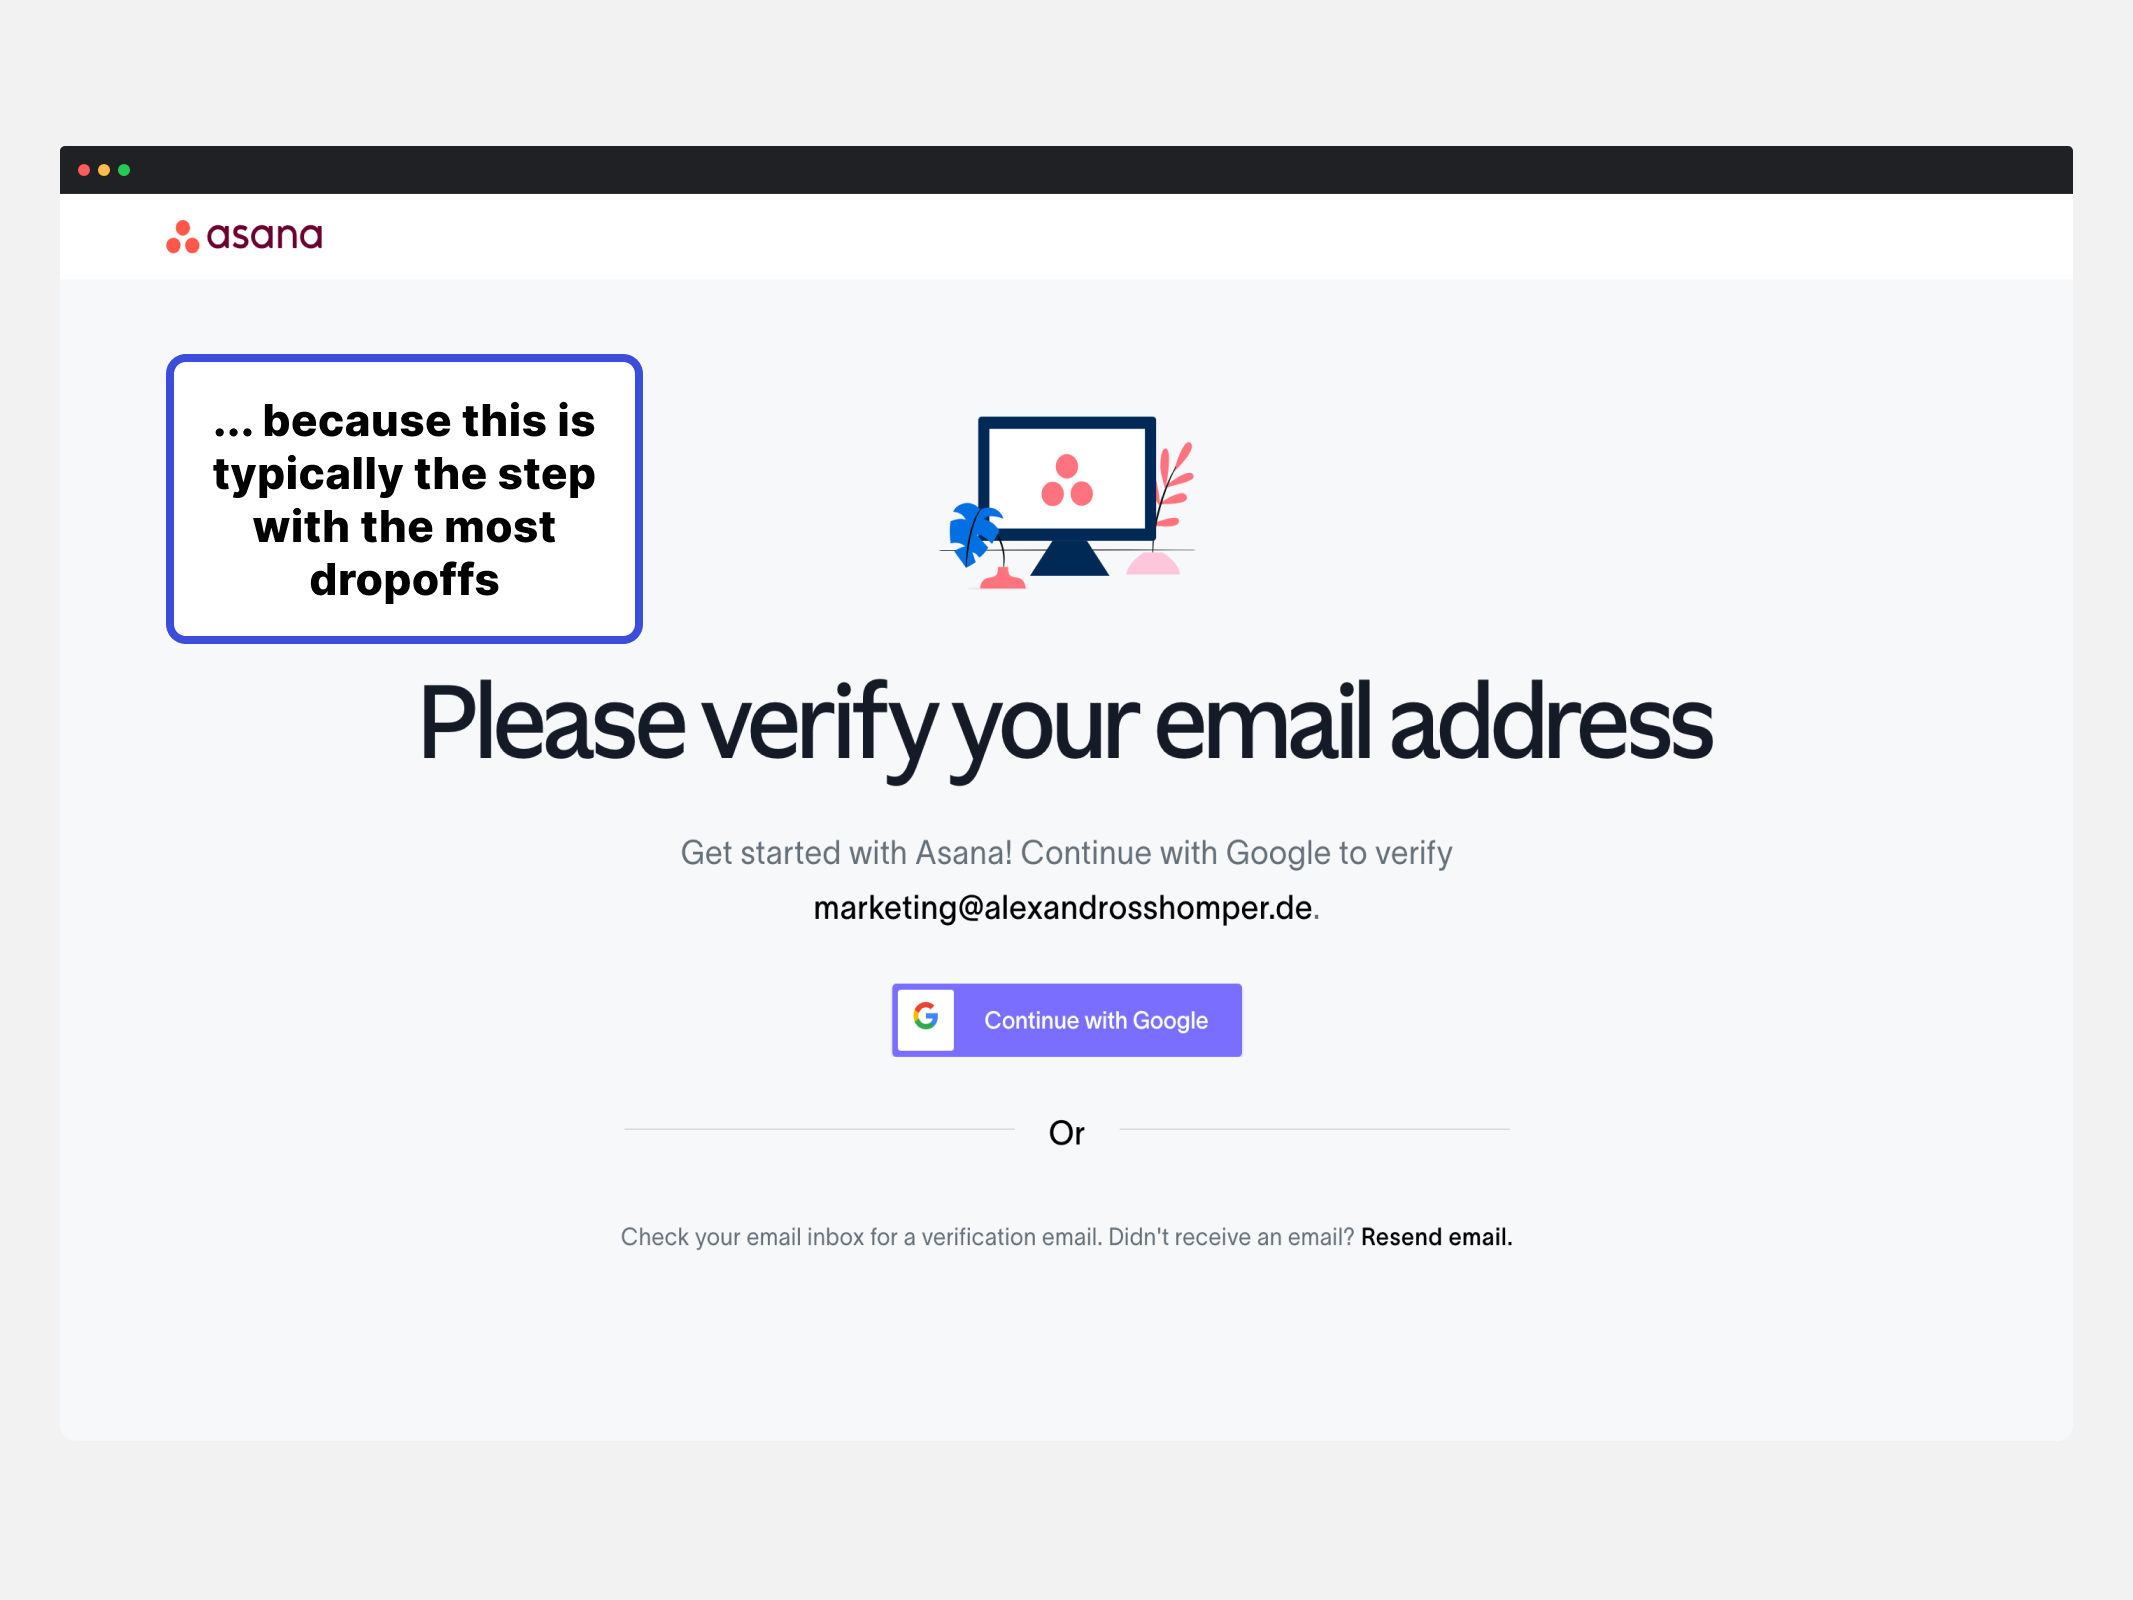 asana
... because this is
typically the step
with the most
dropoffs
Please verify your email address
Get started with Asana! Continue with Google to verify
marketing@alexandrosshomper.de.
Continue with Google
Or
Check your email inbox for a verification email. Didn't receive an email? Resend email.